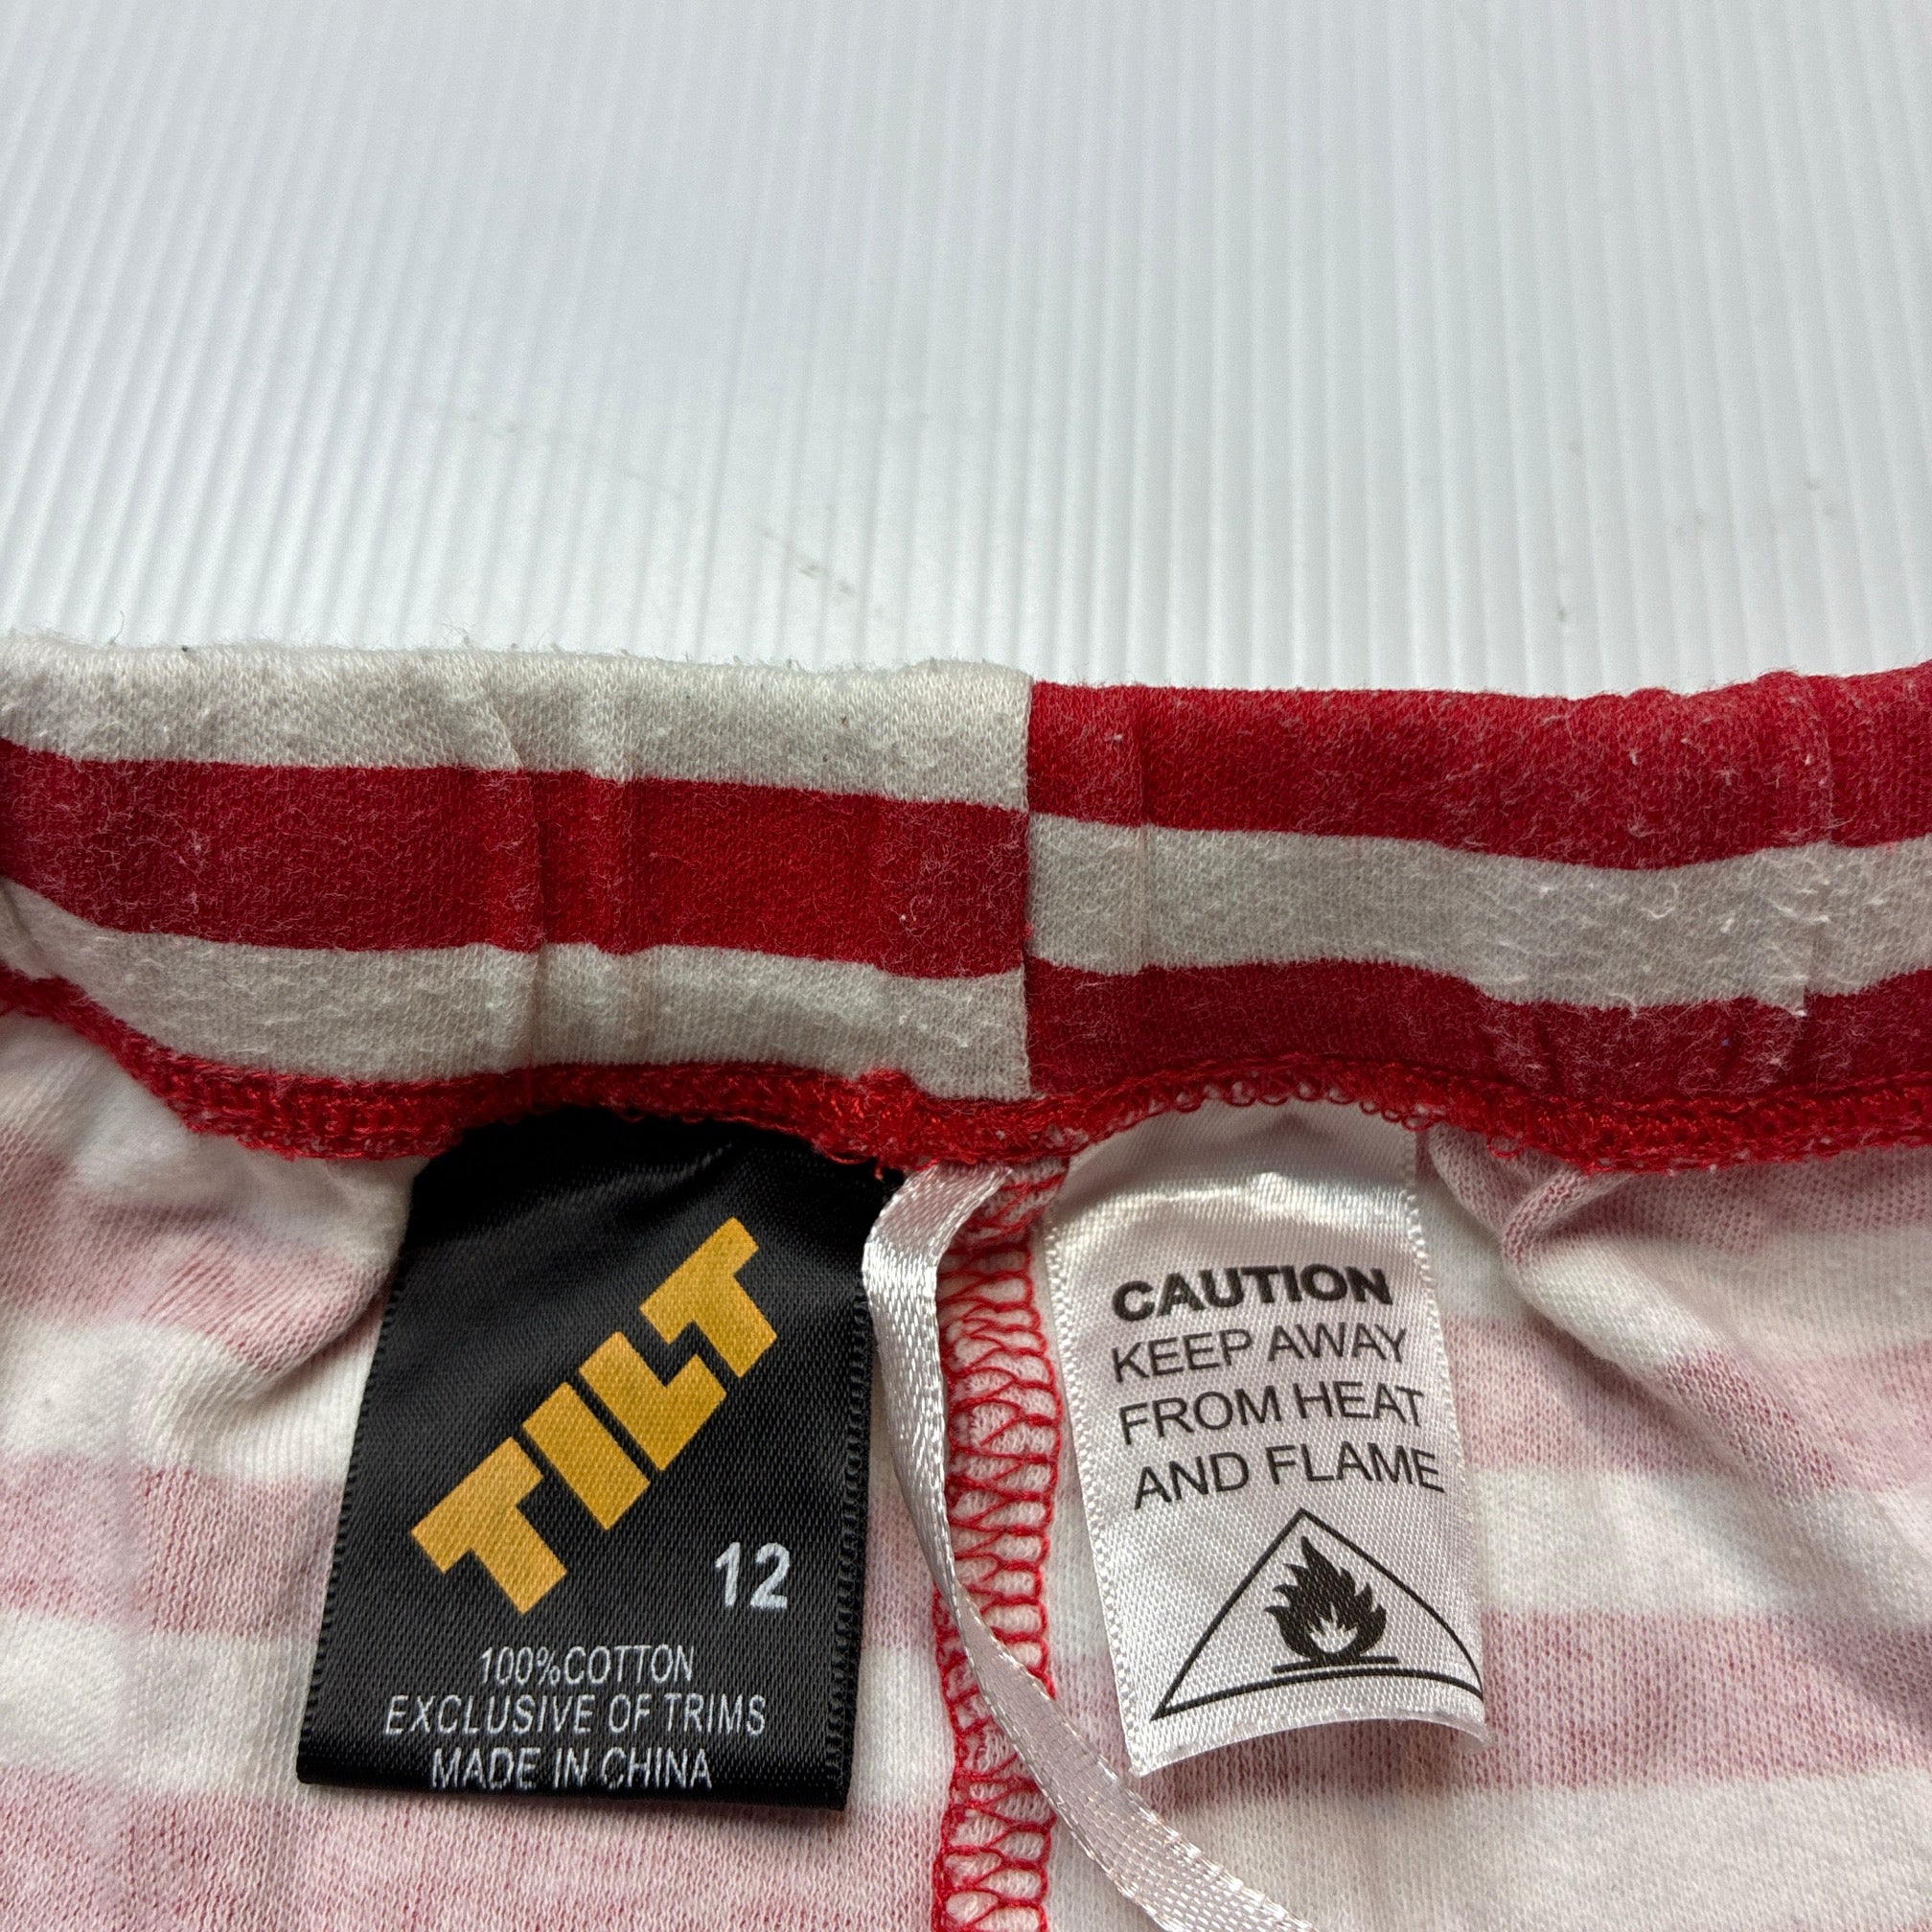 TILT
12
100%COTTON
EXCLUSIVE OF TRIMS
MADE IN CHINA
CAUTION
KEEP AWAY
FROM HEAT
AND FLAME